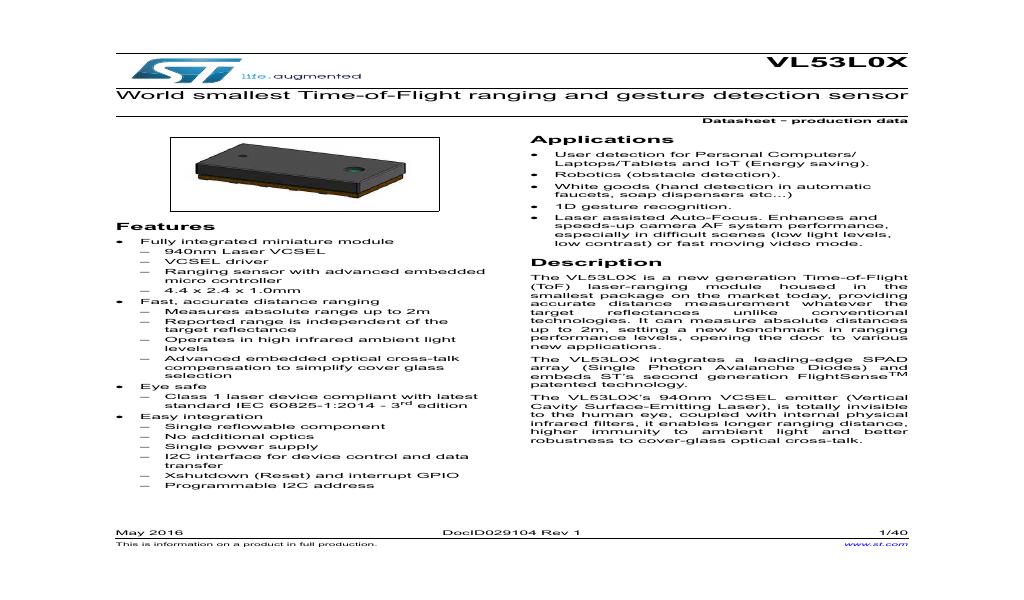 life.augmented
VL53L0X
World smallest Time-of-Flight ranging and gesture detection sensor
Datasheet - production data
Features
• Fully integrated miniature module
– 940nm Laser VCSEL
– VCSEL driver
– Ranging sensor with advanced embedded
micro controller
– 4.4 x 2.4 x 1.0mm
• Fast, accurate distance ranging
– Measures absolute range up to 2m
– Reported range is independent of the
target reflectance
– Operates in high infrared ambient light
levels
– Advanced embedded optical cross-talk
compensation to simplify cover glass
selection
• Eye safe
– Class 1 laser device compliant with latest
standard IEC 60825-1:2014 - 3rd edition
• Easy integration
– Single reflowable component
– No additional optics
– Single power supply
– I2C interface for device control and data
transfer
– Xshutdown (Reset) and interrupt GPIO
– Programmable I2C address
Applications
• User detection for Personal Computers/
Laptops/Tablets and IoT (Energy saving).
• Robotics (obstacle detection).
• White goods (hand detection in automatic
faucets, soap dispensers etc...)
• 1D gesture recognition.
• Laser assisted Auto-Focus. Enhances and
speeds-up camera AF system performance,
especially in difficult scenes (low light levels,
low contrast) or fast moving video mode.
Description
The VL53L0X is a new generation Time-of-Flight
(ToF) laser-ranging module housed in the
smallest package on the market today, providing
accurate distance measurement whatever the
target reflectances unlike conventional
technologies. It can measure absolute distances
up to 2m, setting a new benchmark in ranging
performance levels, opening the door to various
new applications.
The VL53L0X integrates a leading-edge SPAD
array (Single Photon Avalanche Diodes) and
embeds ST's second generation FlightSense™
patented technology.
The VL53L0X's 940nm VCSEL emitter (Vertical
Cavity Surface-Emitting Laser), is totally invisible
to the human eye, coupled with internal physical
infrared filters, it enables longer ranging distance,
higher immunity to ambient light and better
robustness to cover-glass optical cross-talk.
May 2016
DocID029104 Rev 1
1/40
This is information on a product in full production.
www.st.com